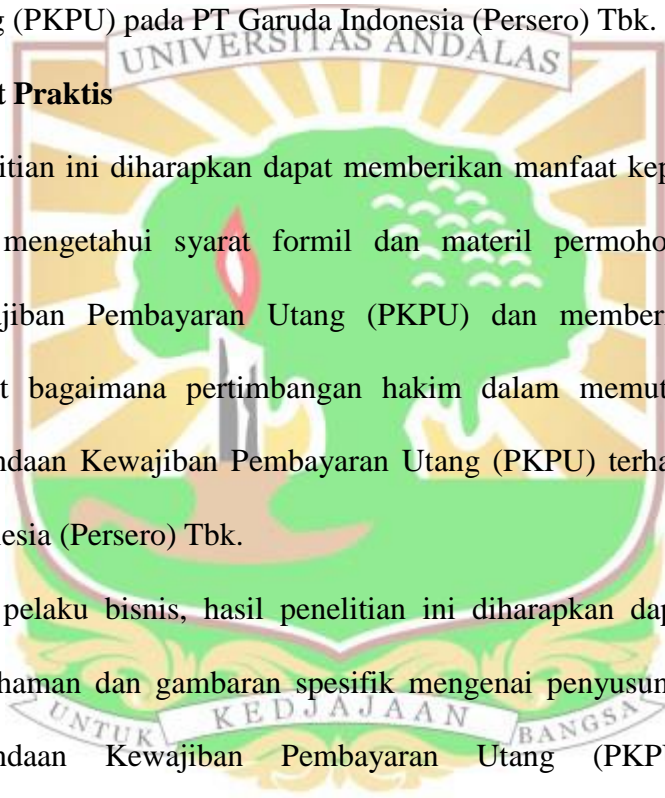 g (PKPU) pada PT Garuda Indonesia (Persero) Tbk.
UNIVERSITAS ANDALAS
t Praktis
itian ini diharapkan dapat memberikan manfaat kep
mengetahui syarat formil dan materil permoho
jiban Pembayaran Utang (PKPU) dan memberi
t bagaimana pertimbangan hakim dalam memut
ndaan Kewajiban Pembayaran Utang (PKPU) terha
nesia (Persero) Tbk.
pelaku bisnis, hasil penelitian ini diharapkan dap
haman dan gambaran spesifik mengenai penyusun
UNTUK KEDJAJAAN BANGSA
ndaan Kewajiban Pembayaran Utang (PKPU